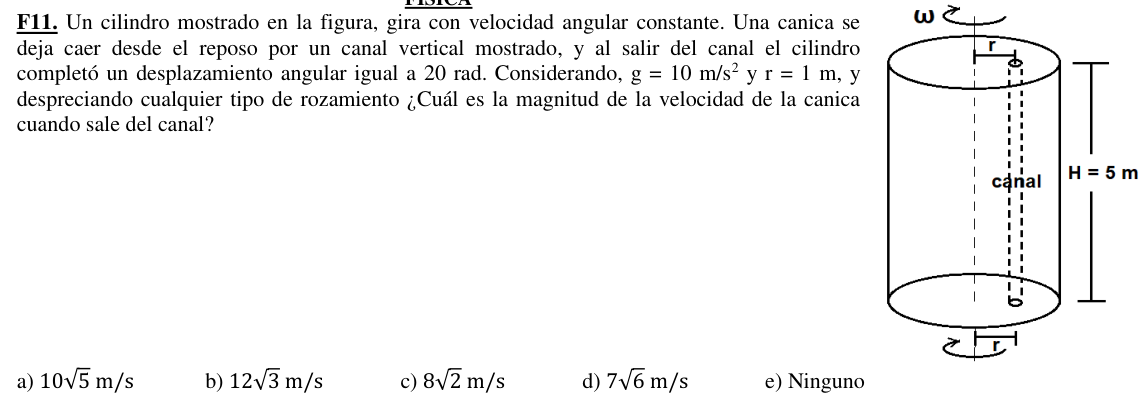 FISICA
F11. Un cilindro mostrado en la figura, gira con velocidad angular constante. Una canica se
deja caer desde el reposo por un canal vertical mostrado, y al salir del canal el cilindro
completó un desplazamiento angular igual a 20 rad. Considerando, g = 10 m/s² y r = 1 m, y
despreciando cualquier tipo de rozamiento ¿Cuál es la magnitud de la velocidad de la canica
cuando sale del canal?
ω
r
canal
H = 5 m
r
a) 10√5 m/s b) 12√3 m/s c) 8√2 m/s d) 7√6 m/s e) Ninguno